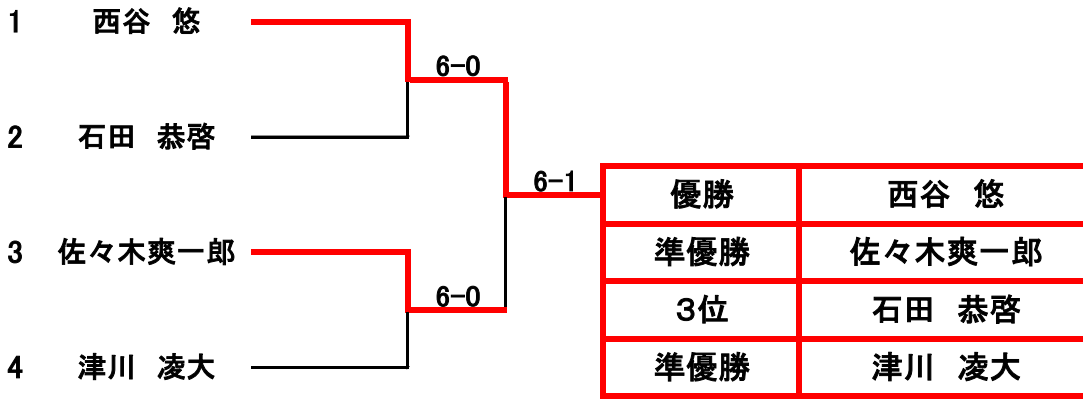 1 西谷　悠
6-0
2 石田　恭啓
6-1
優勝 西谷　悠
準優勝 佐々木爽一郎
3 佐々木爽一郎
6-0
３位 石田　恭啓
4 津川　凌大
準優勝 津川　凌大